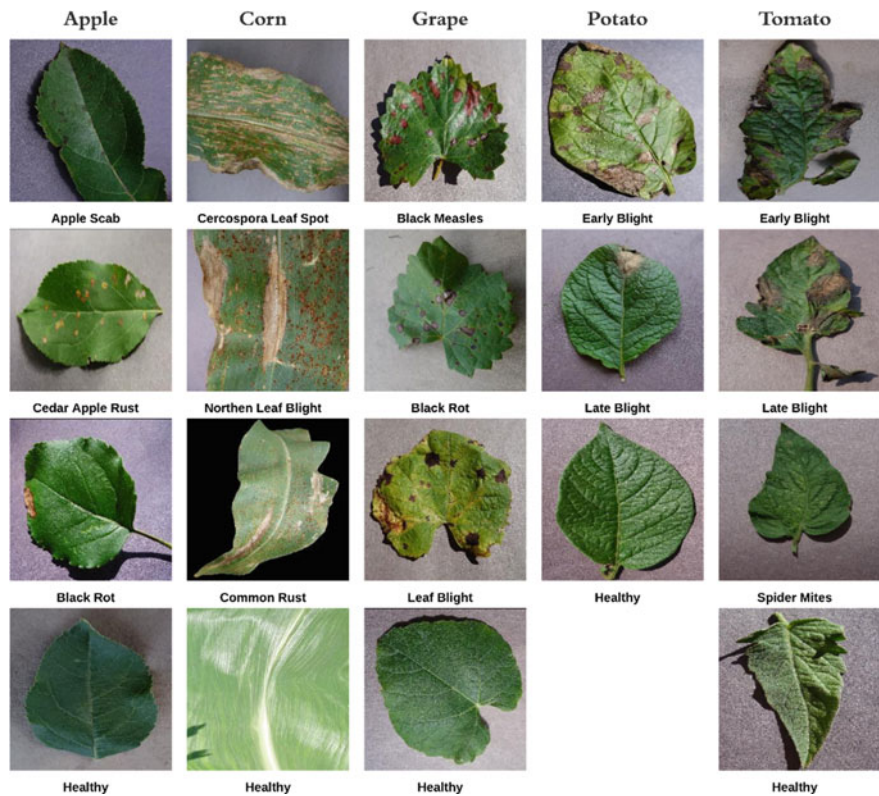 Apple Corn Grape Potato Tomato
Apple Scab Cercospora Leaf Spot Black Measles Early Blight Early Blight
Cedar Apple Rust Northen Leaf Blight Black Rot Late Blight Late Blight
Black Rot Common Rust Leaf Blight Healthy Spider Mites
Healthy Healthy Healthy Healthy